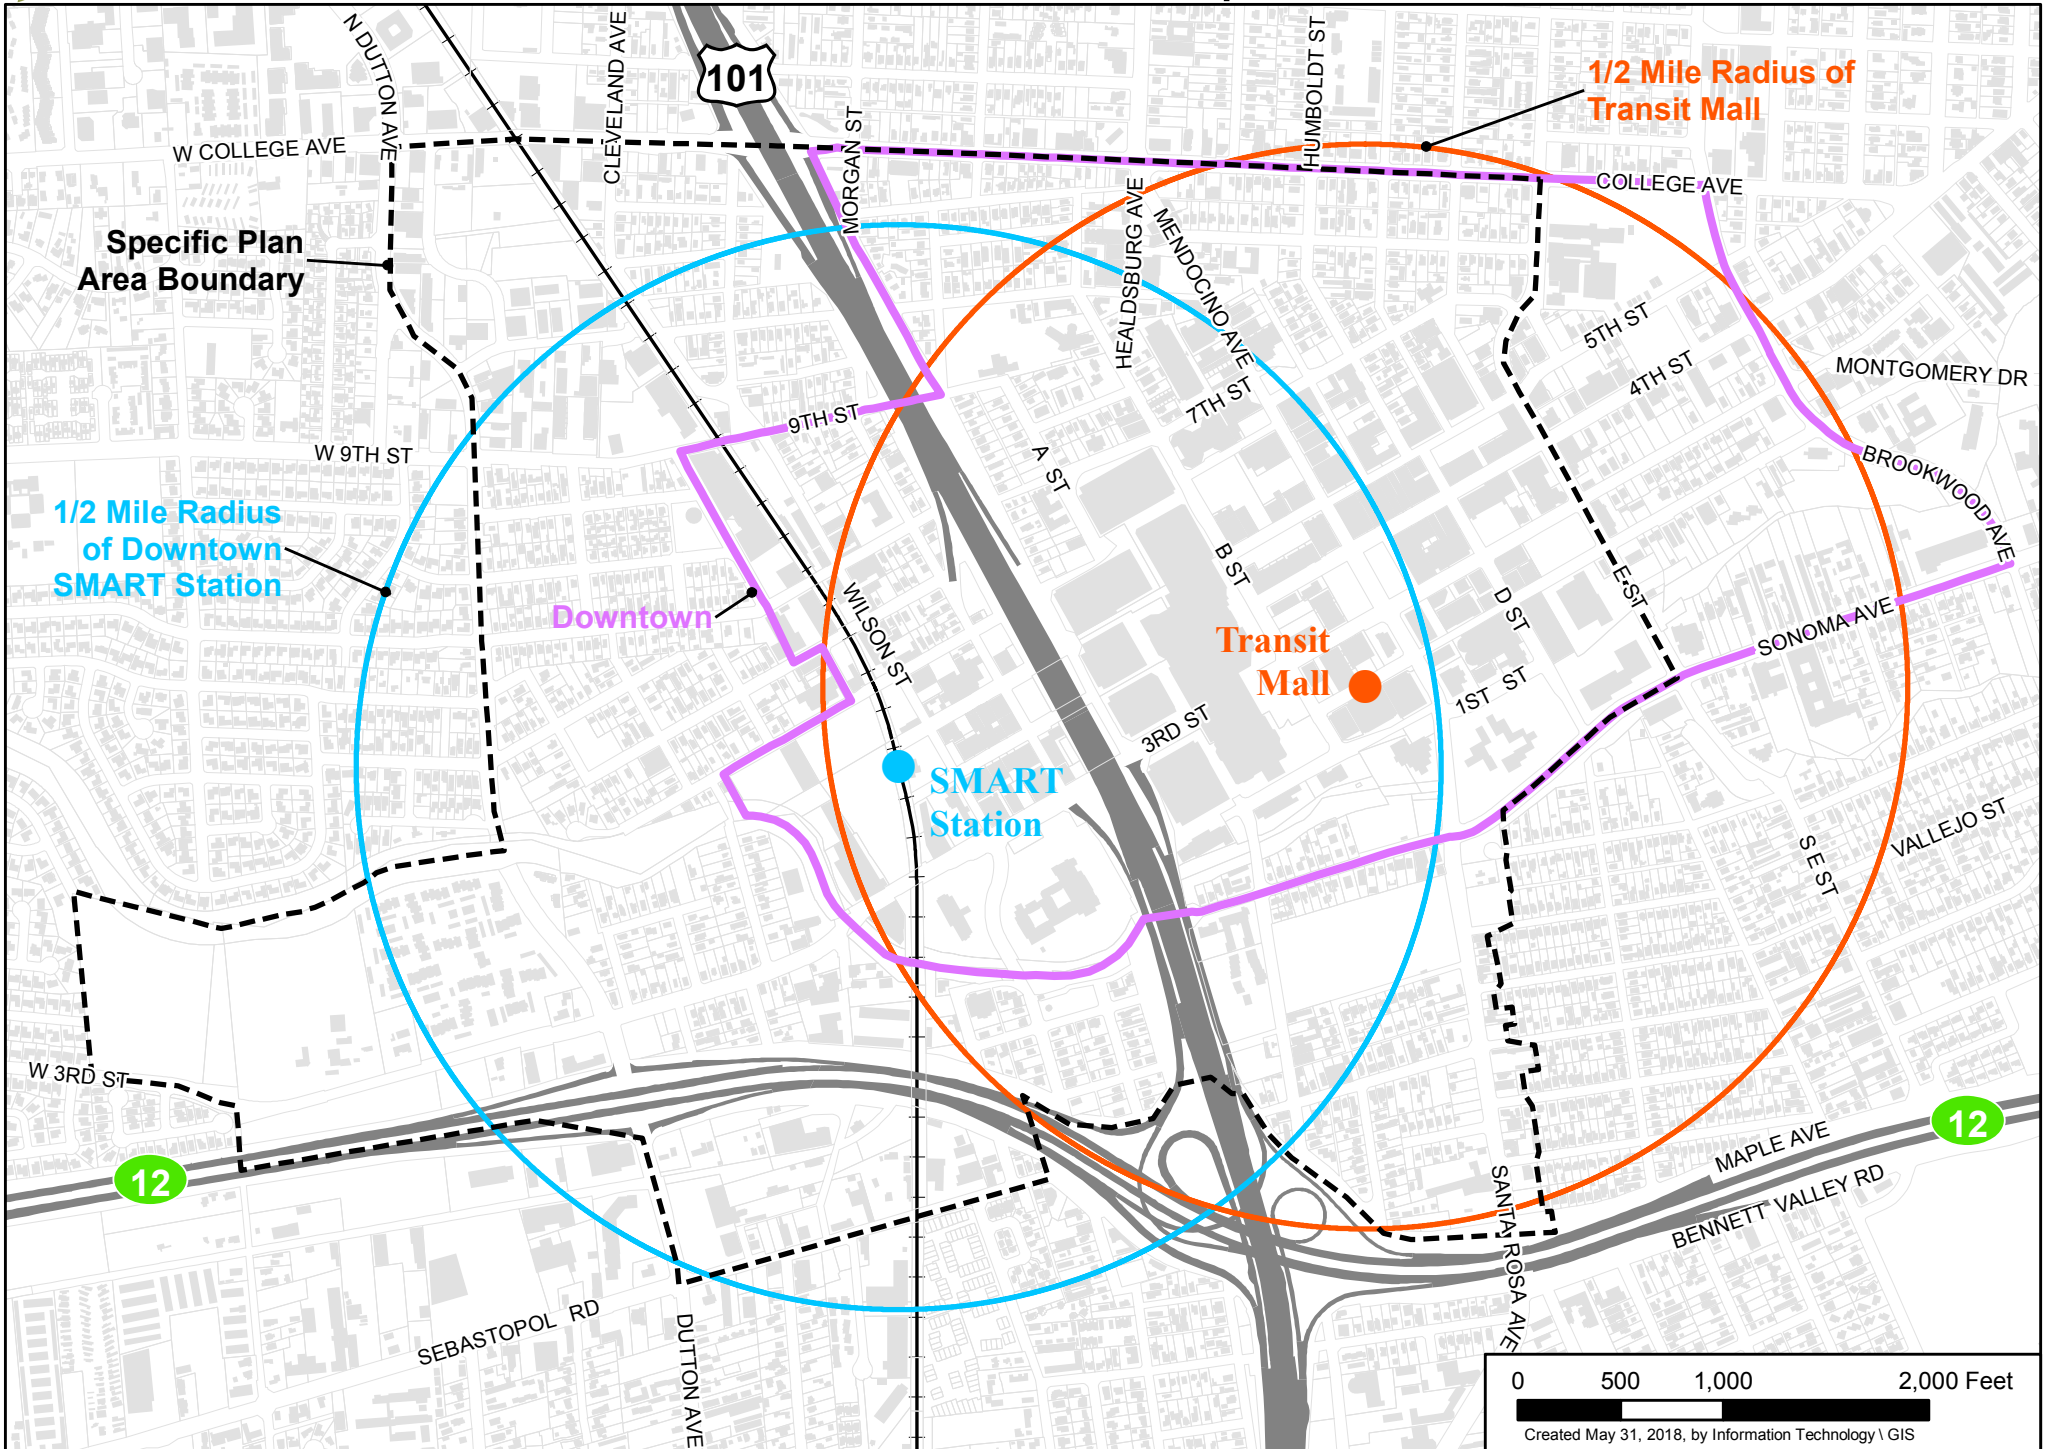 N DUTTON AVE
CLEVELAND AVE
101
HUMBOLDT ST
1/2 Mile Radius of
Transit Mall
W COLLEGE AVE
MORGAN ST
COLLEGE AVE
HEALDSBURG AVE
MENDOCINO AVE
Specific Plan
Area Boundary
5TH ST
4TH ST
MONTGOMERY DR
7TH ST
9TH ST
W 9TH ST
A ST
BROOKWOOD AVE
1/2 Mile Radius
of Downtown
SMART Station
B ST
E ST
D ST
Downtown
WILSON ST
SONOMA AVE
Transit
Mall
1ST ST
3RD ST
SMART
Station
VALLEJO ST
S E ST
W 3RD ST
12
12
MAPLE AVE
BENNETT VALLEY RD
SANTA ROSA AVE
SEBASTOPOL RD
DUTTON AVE
0 500 1,000 2,000 Feet
Created May 31, 2018, by Information Technology \ GIS